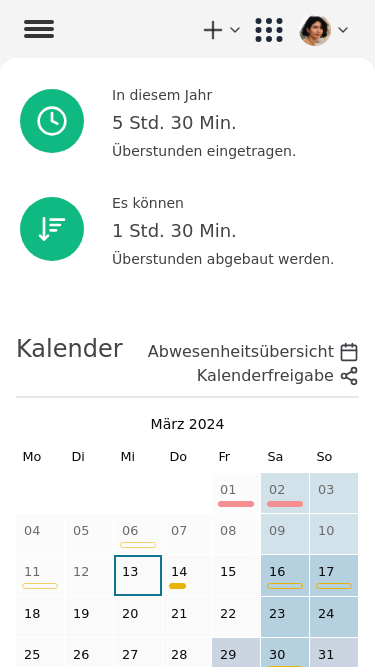 In diesem Jahr
5 Std. 30 Min.
Überstunden eingetragen.
Es können
1 Std. 30 Min.
Überstunden abgebaut werden.
Kalender
Abwesenheitsübersicht
Kalenderfreigabe
März 2024
Mo Di Mi Do Fr Sa So
01 02 03
04 05 06 07 08 09 10
11 12 13 14 15 16 17
18 19 20 21 22 23 24
25 26 27 28 29 30 31